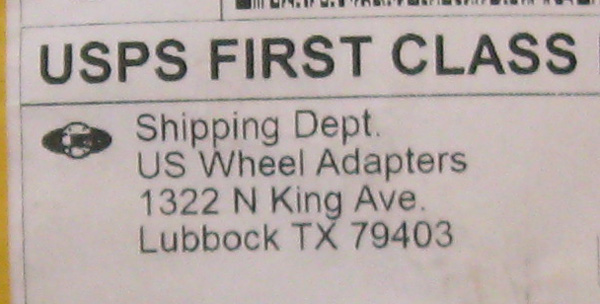 USPS FIRST CLASS
Shipping Dept.
US Wheel Adapters
1322 N King Ave.
Lubbock TX 79403